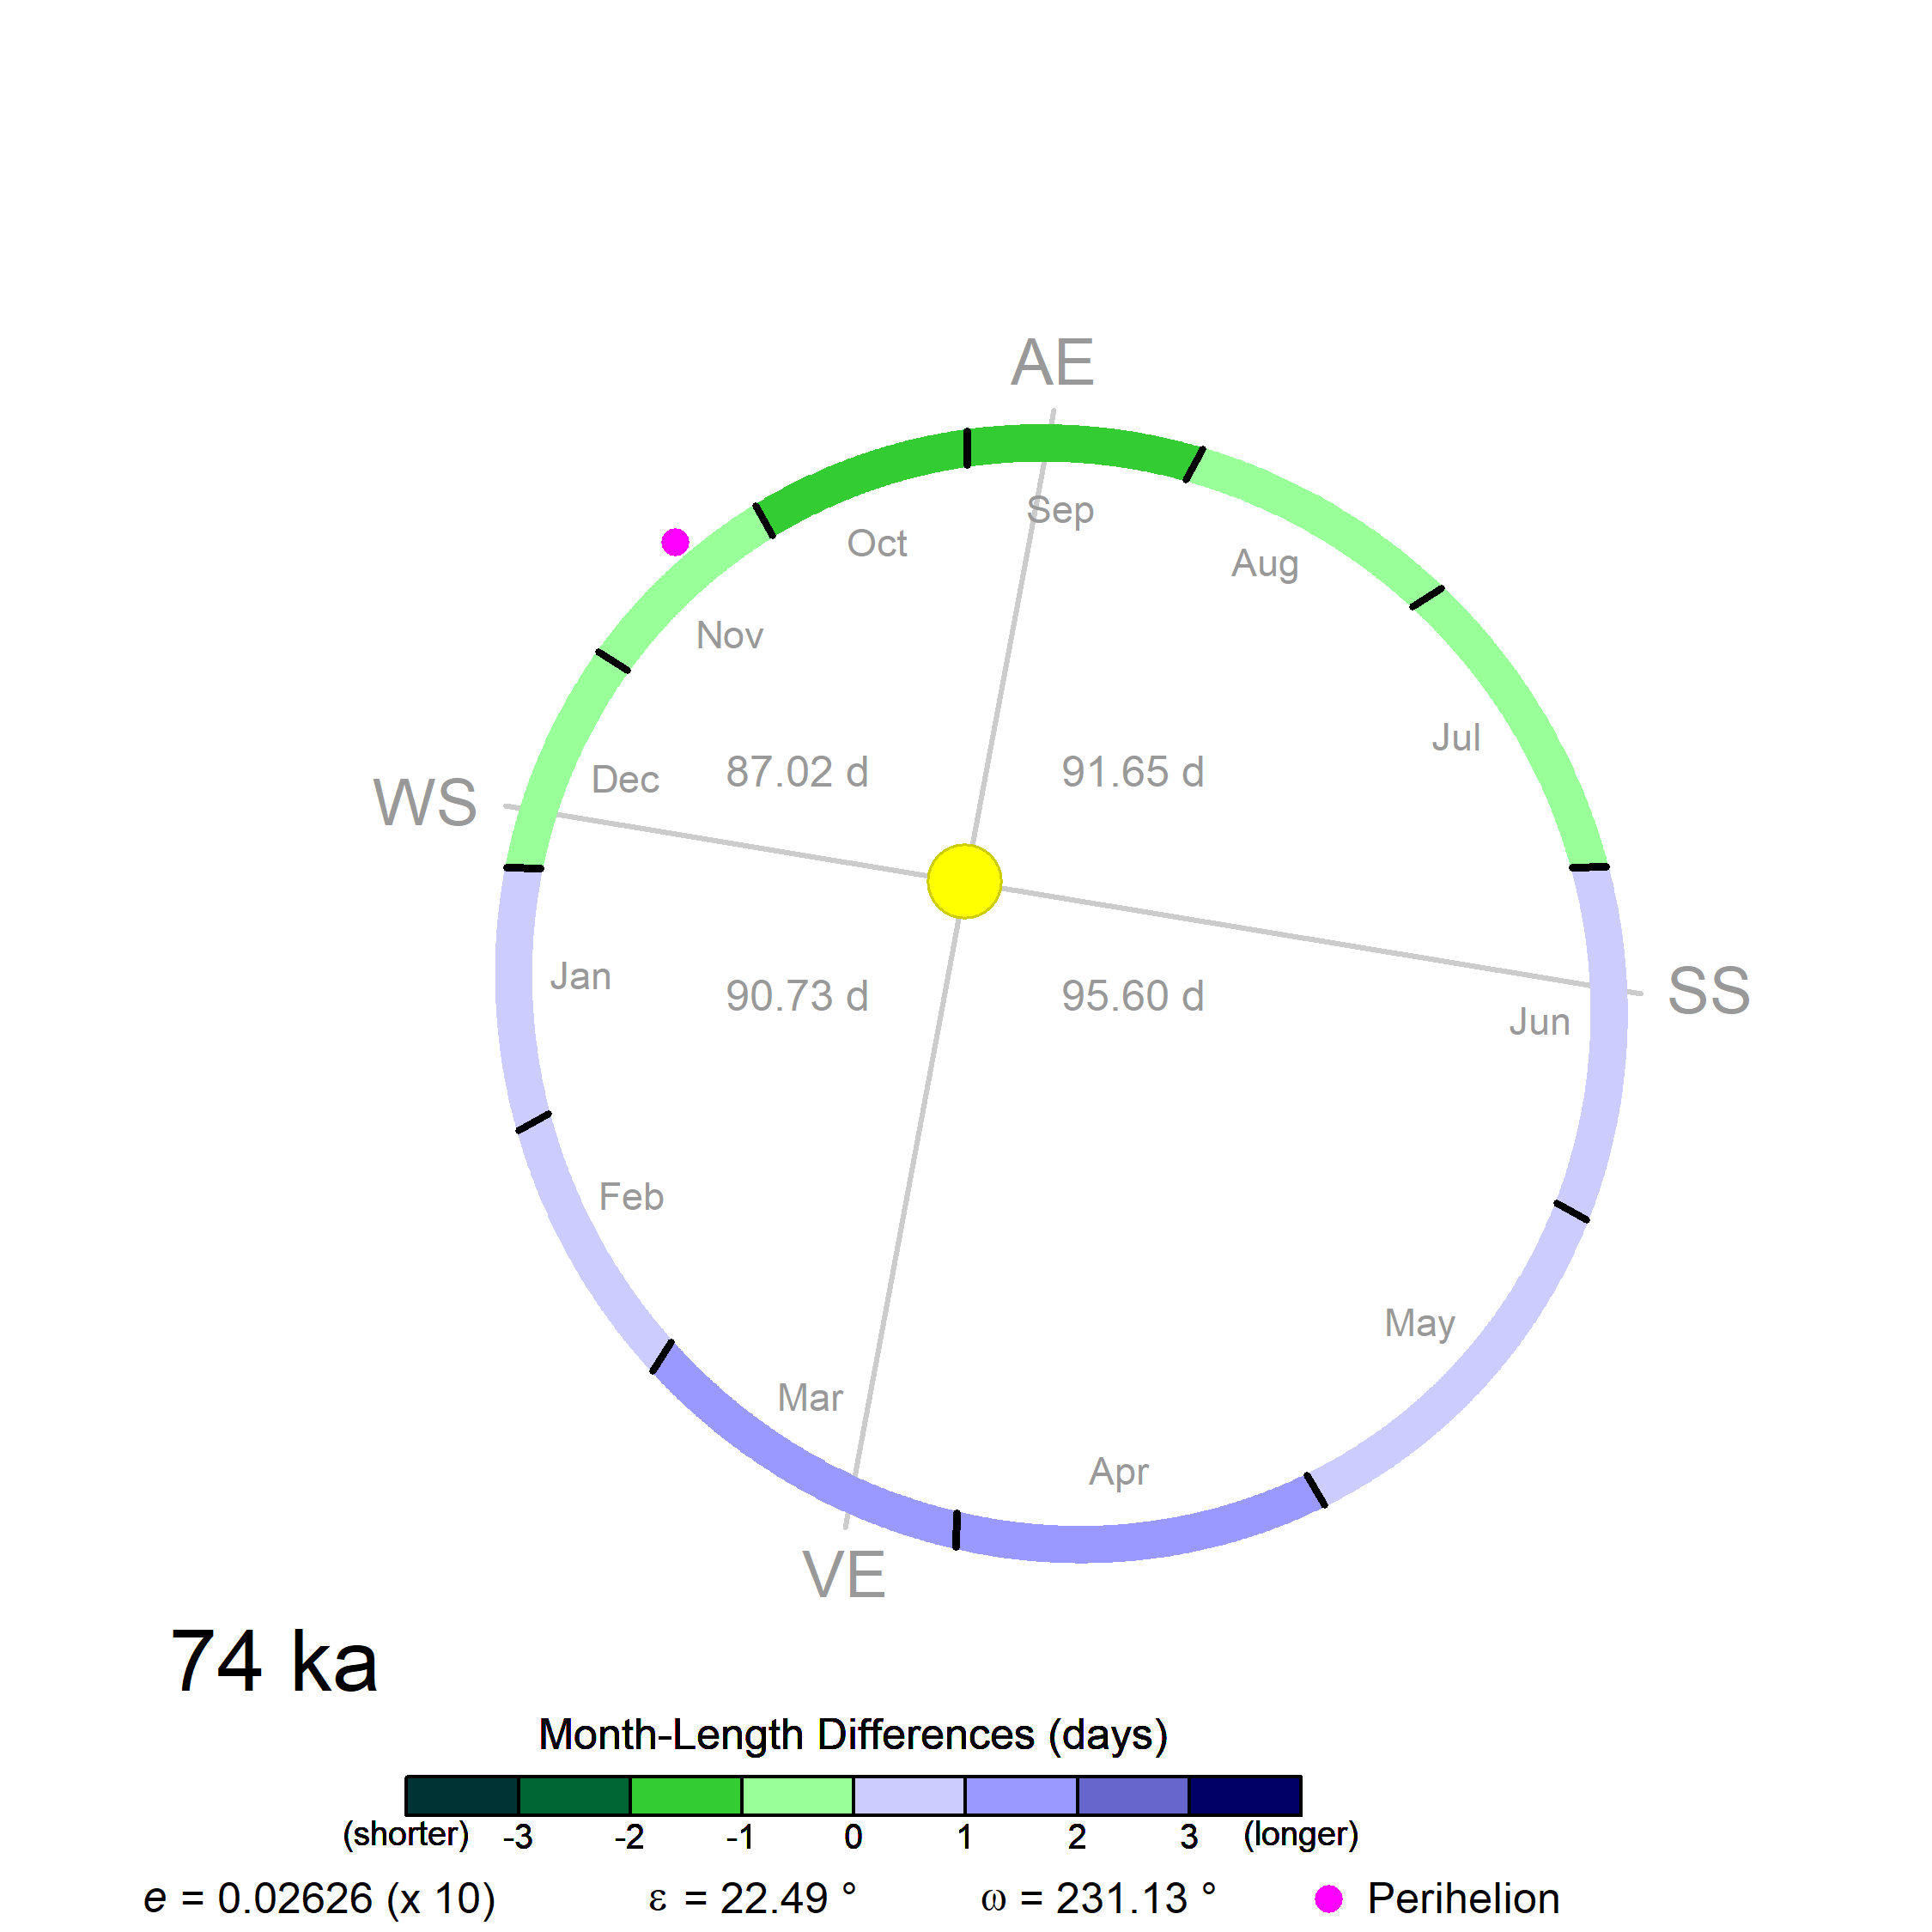 AE
Sep
Oct
Aug
Nov
Jul
WS
Dec
87.02 d
91.65 d
Jan
90.73 d
95.60 d
SS
Jun
Feb
May
Mar
Apr
VE
74 ka
Month-Length Differences (days)
(shorter) -3 -2 -1 0 1 2 3 (longer)
e = 0.02626 (x 10) ε = 22.49 ° ω = 231.13 ° Perihelion